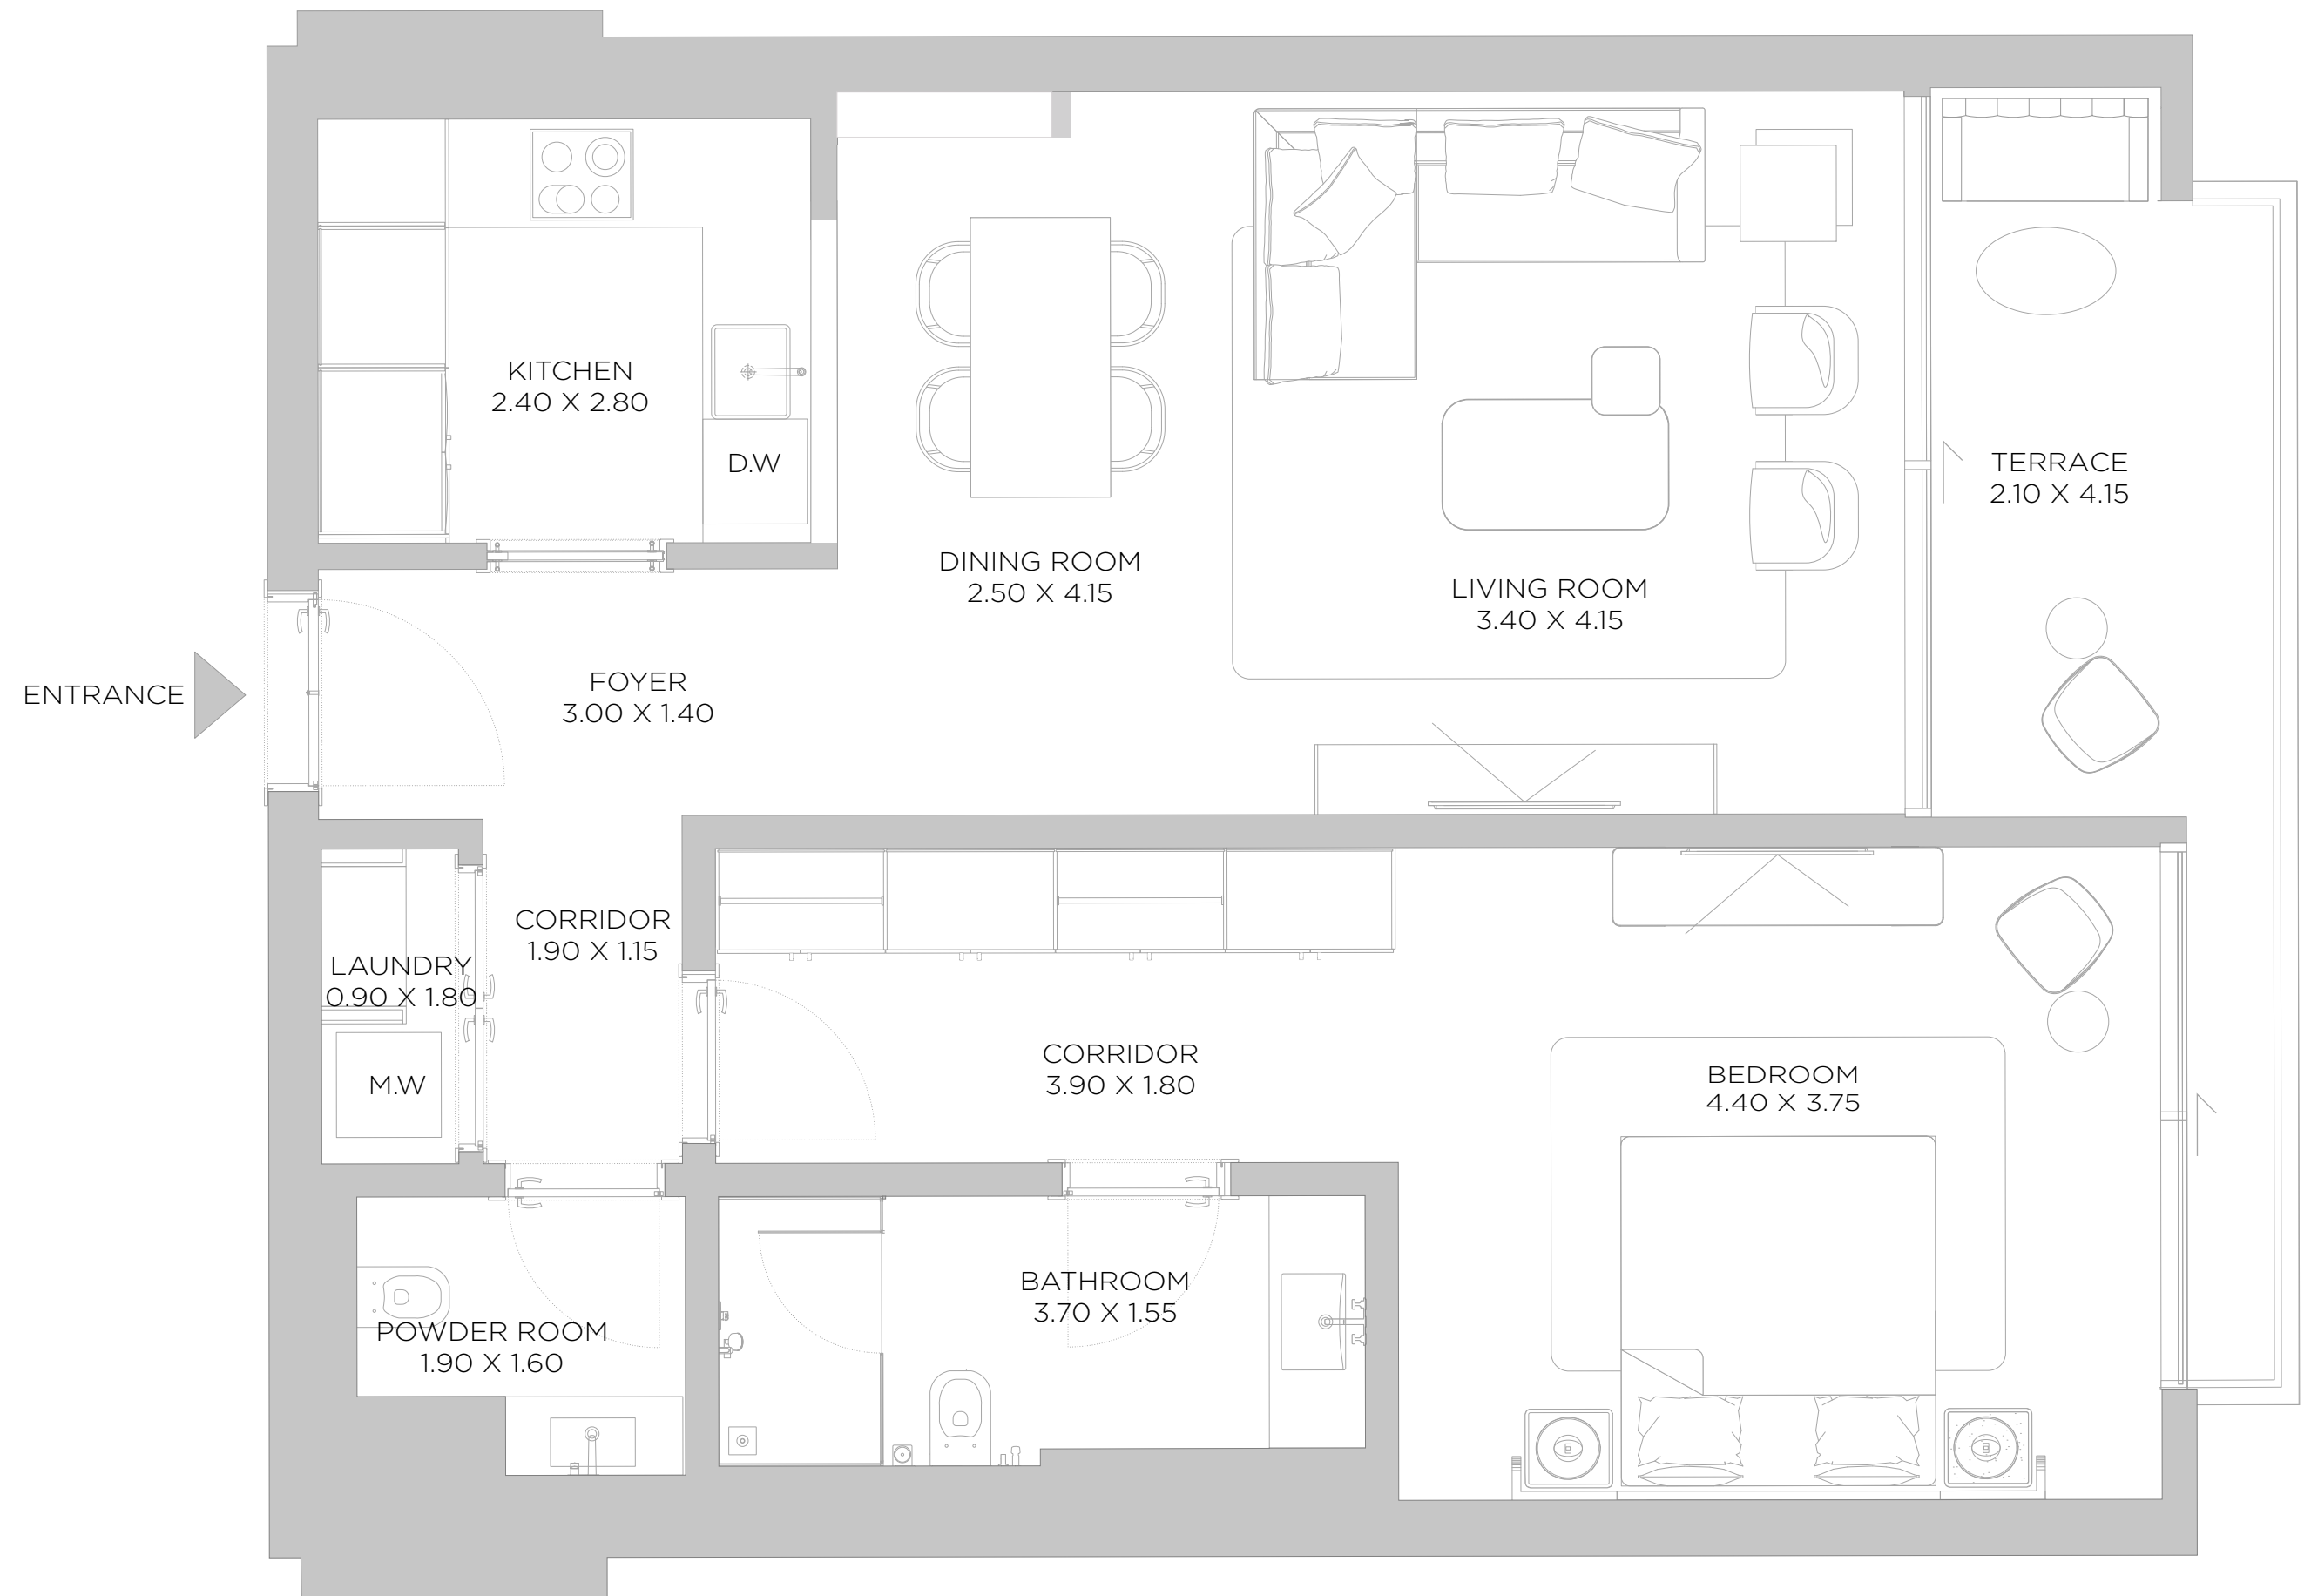 KITCHEN
2.40 X 2.80
D.W
TERRACE
2.10 X 4.15
DINING ROOM
2.50 X 4.15
LIVING ROOM
3.40 X 4.15
ENTRANCE
FOYER
3.00 X 1.40
CORRIDOR
1.90 X 1.15
LAUNDRY
0.90 X 1.80
M.W
CORRIDOR
3.90 X 1.80
BEDROOM
4.40 X 3.75
BATHROOM
3.70 X 1.55
POWDER ROOM
1.90 X 1.60